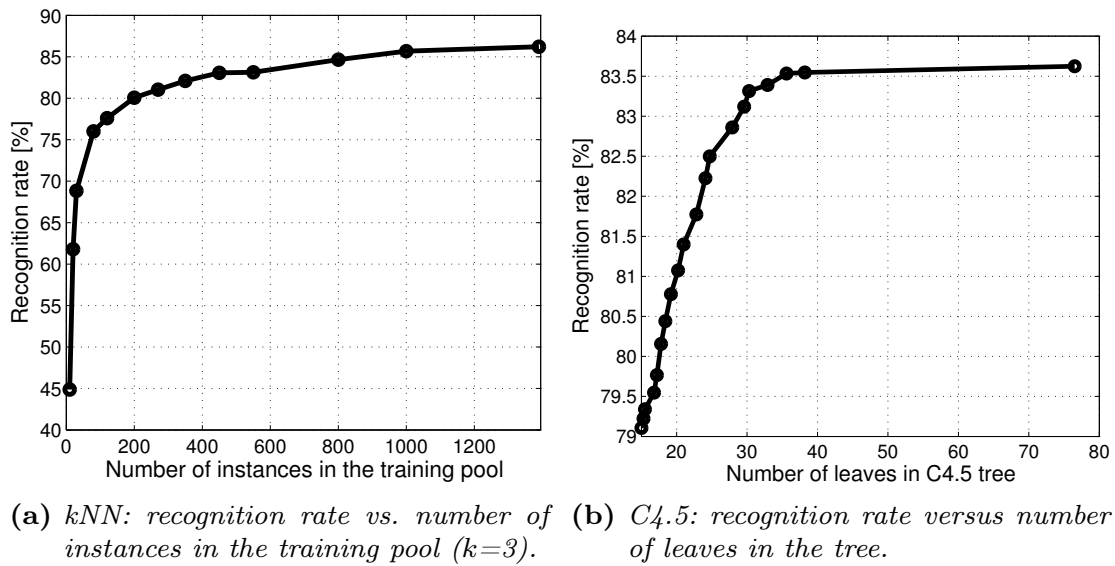 90
85
80
75
70
65
60
55
50
45
40
0 200 400 600 800 1000 1200
Recognition rate [%]
Number of instances in the training pool
(a) kNN: recognition rate vs. number of
instances in the training pool (k=3).
84
83.5
83
82.5
82
81.5
81
80.5
80
79.5
79
20 30 40 50 60 70 80
Recognition rate [%]
Number of leaves in C4.5 tree
(b) C4.5: recognition rate versus number
of leaves in the tree.